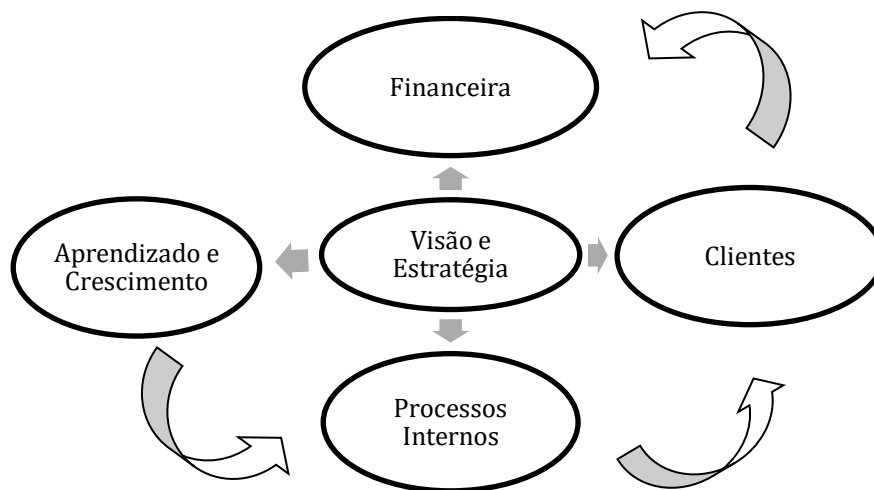 Financeira
Aprendizado e
Crescimento
Visão e
Estratégia
Clientes
Processos
Internos